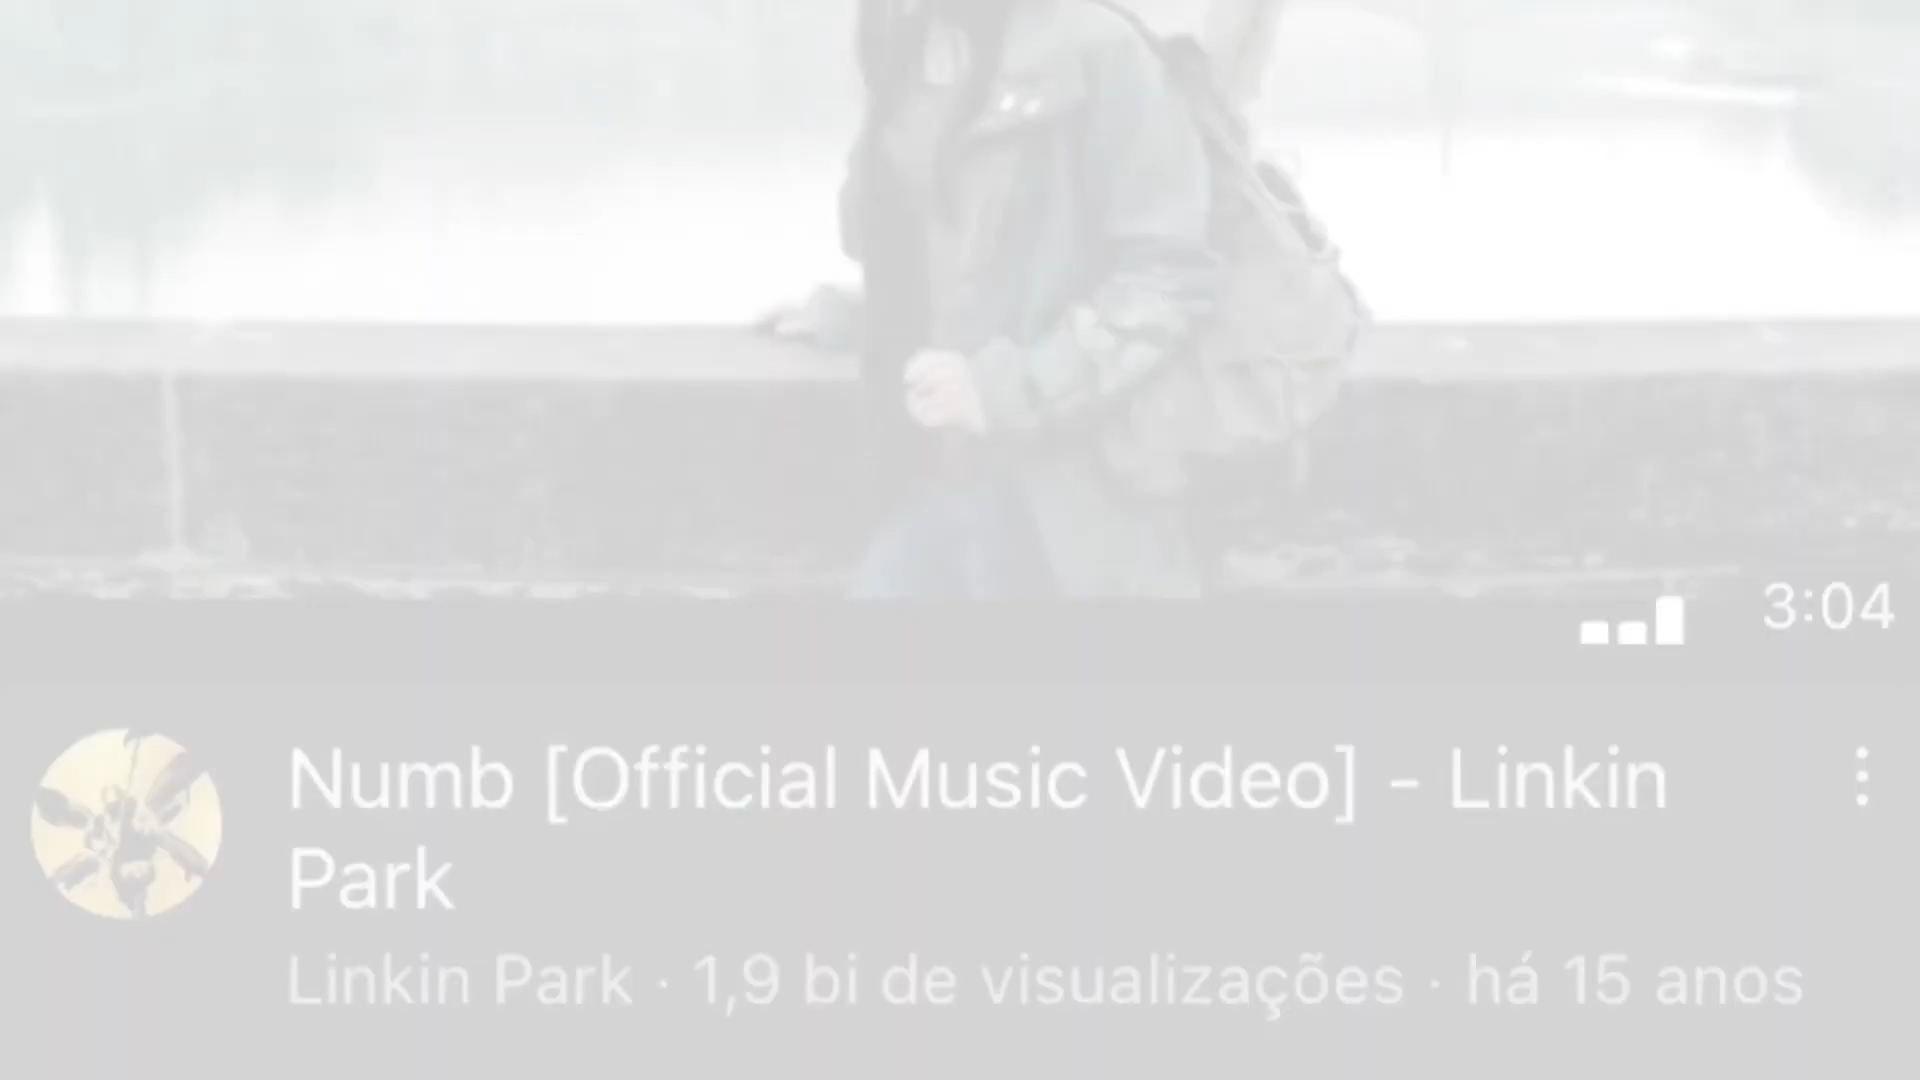 3:04
Numb [Official Music Video] - Linkin
Park
Linkin Park · 1,9 bi de visualizações · há 15 anos